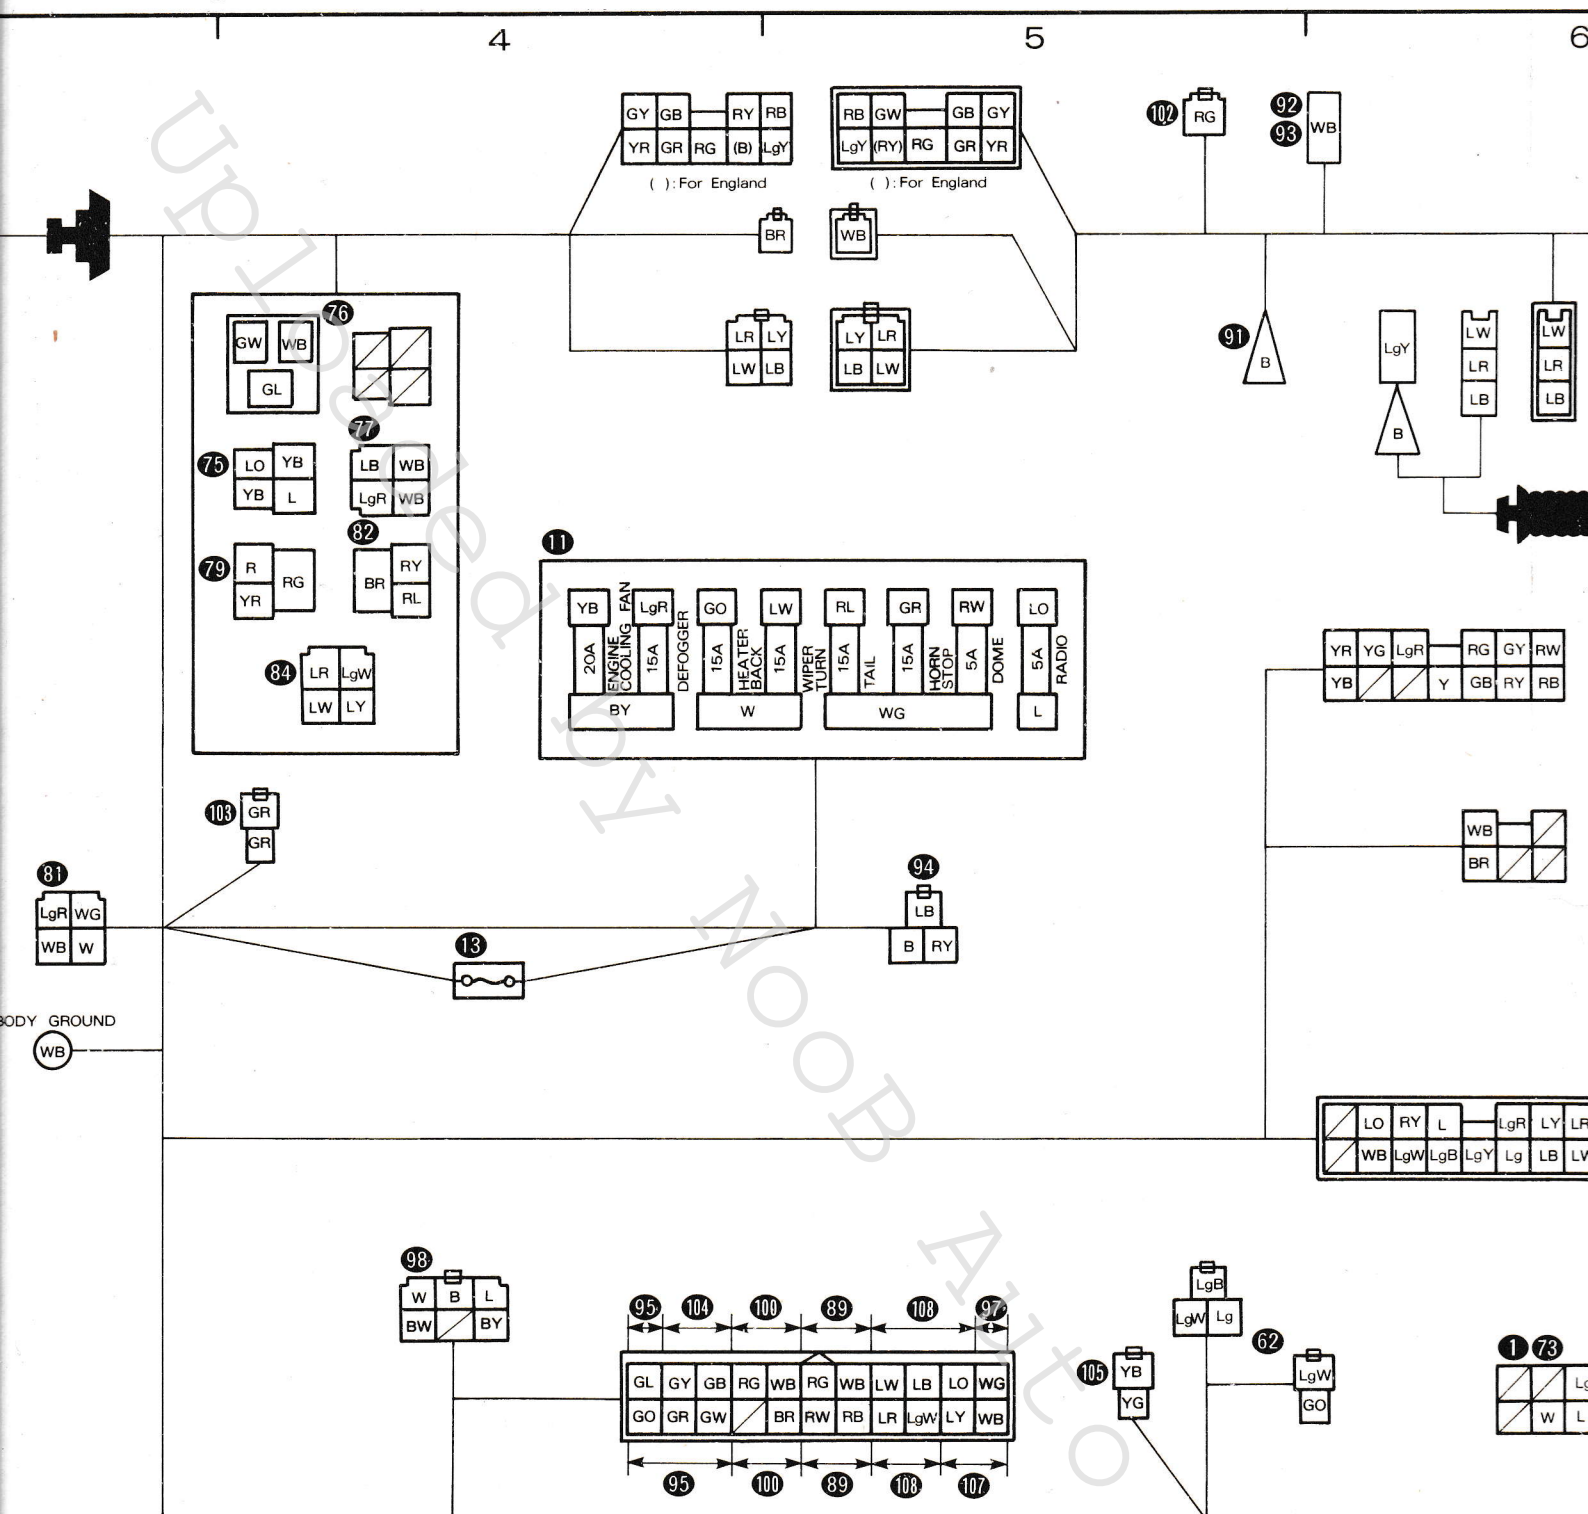 4 5 6
GY GB RY RB
YR GR RG (B) LgY
( ): For England
RB GW GB GY
LgY (RY) RG GR YR
( ): For England
102 RG
92
93
WB
BR
WB
LR LY
LW LB
LY LR
LB LW
91
B
LgY
B
LW
LR
LB
LW
LR
LB
76
GW WB
GL
75
LO YB
YB L
77
LB WB
LgR WB
79
R RG
YR
82
BR RY
RL
84
LR LgW
LW LY
11
YB LgR GO LW RL GR RW LO
20A
ENGINE
COOLING FAN
15A
DEFOGGER
15A
HEATER
BACK
15A
WIPER
TURN
15A
TAIL
15A
HORN
STOP
5A
DOME
5A
RADIO
BY W WG L
YR YG LgR RG GY RW
YB Y GB RY RB
WB
BR
103
GR
GR
81
LgR WG
WB W
94
LB
B RY
13
BODY GROUND
WB
LO RY L LgR LY LR
WB LgW LgB LgY Lg LB LW
98
W B L
BW BY
95 104 100 89 108 97
GL GY GB RG WB RG WB LW LB LO WG
GO GR GW BR RW RB LR LgW LY WB
95 100 89 108 107
LgB
LgW Lg
105
YB
YG
62
LgW
GO
1 73
W L
Uploaded by NooB Auto